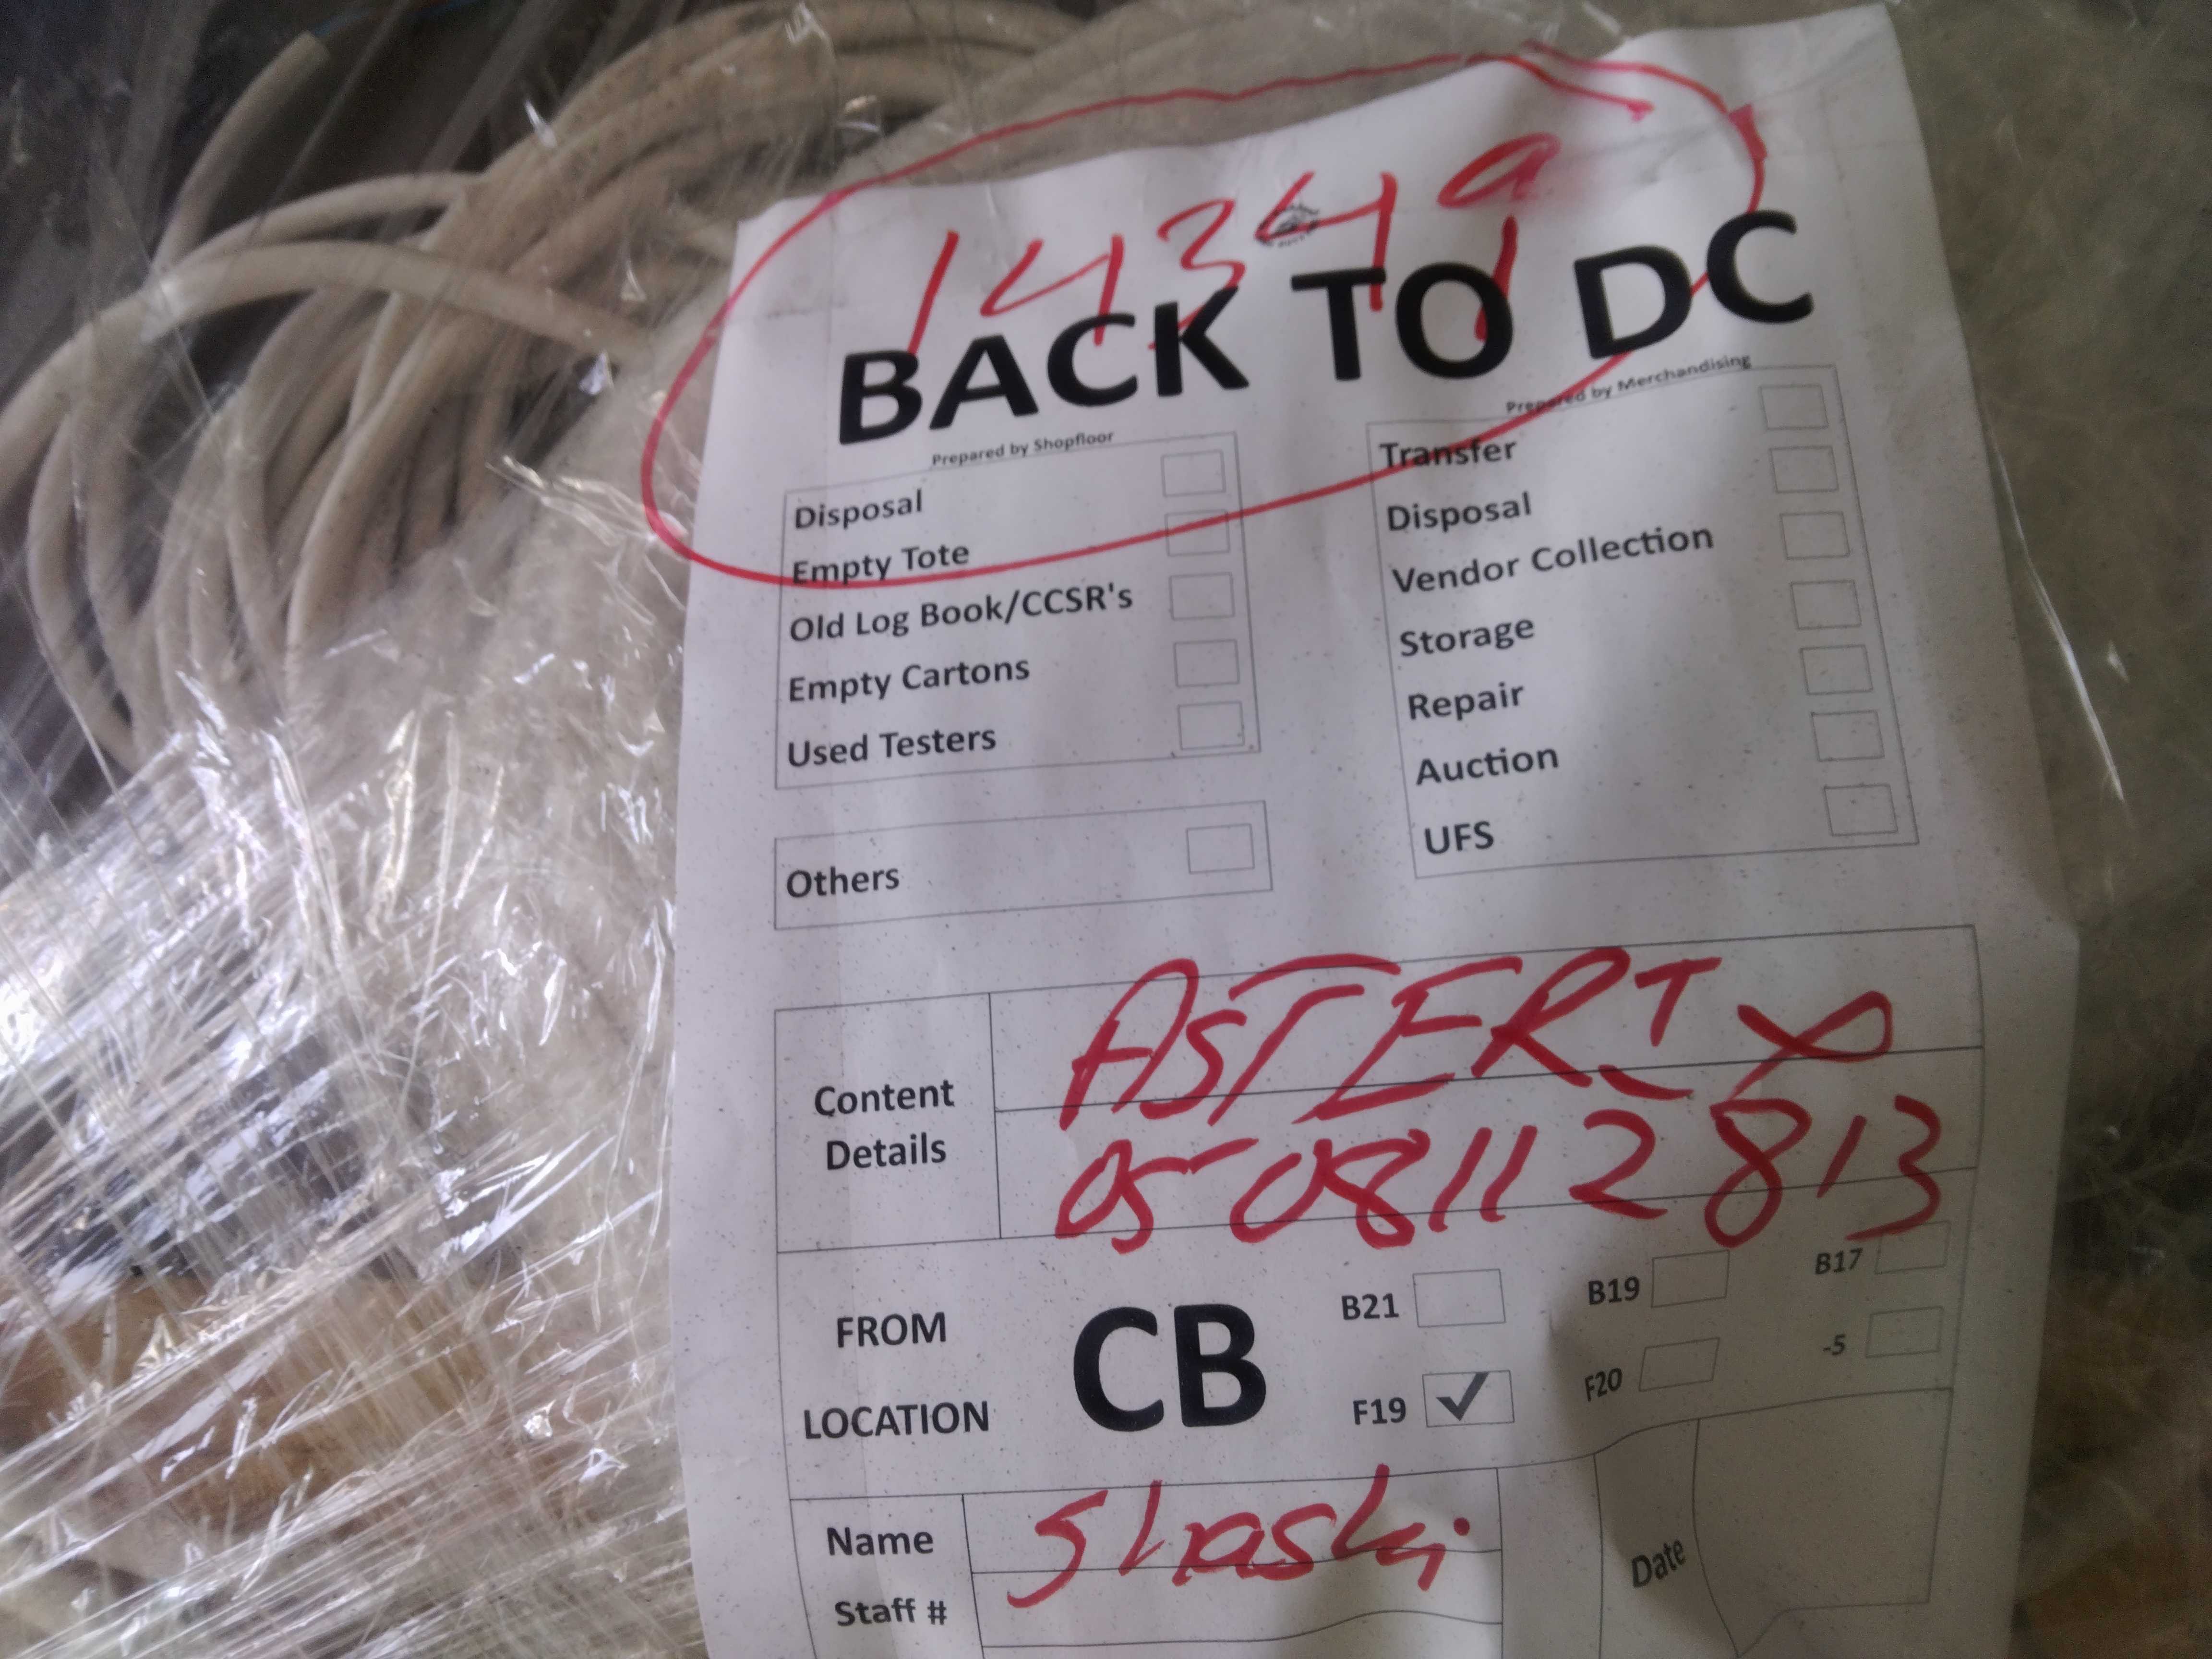 14349
BACK TO DC
Prepared by Shopfloor
Disposal
Empty Tote
Old Log Book/CCSR's
Empty Cartons
Used Testers
Others
Prepared by Merchandising
Transfer
Disposal
Vendor Collection
Storage
Repair
Auction
UFS
Content Details
0508112813
FROM LOCATION
CB
B21
B19
B17
F19 ✓
F20
-5
Name
Shashi
Staff #
Date